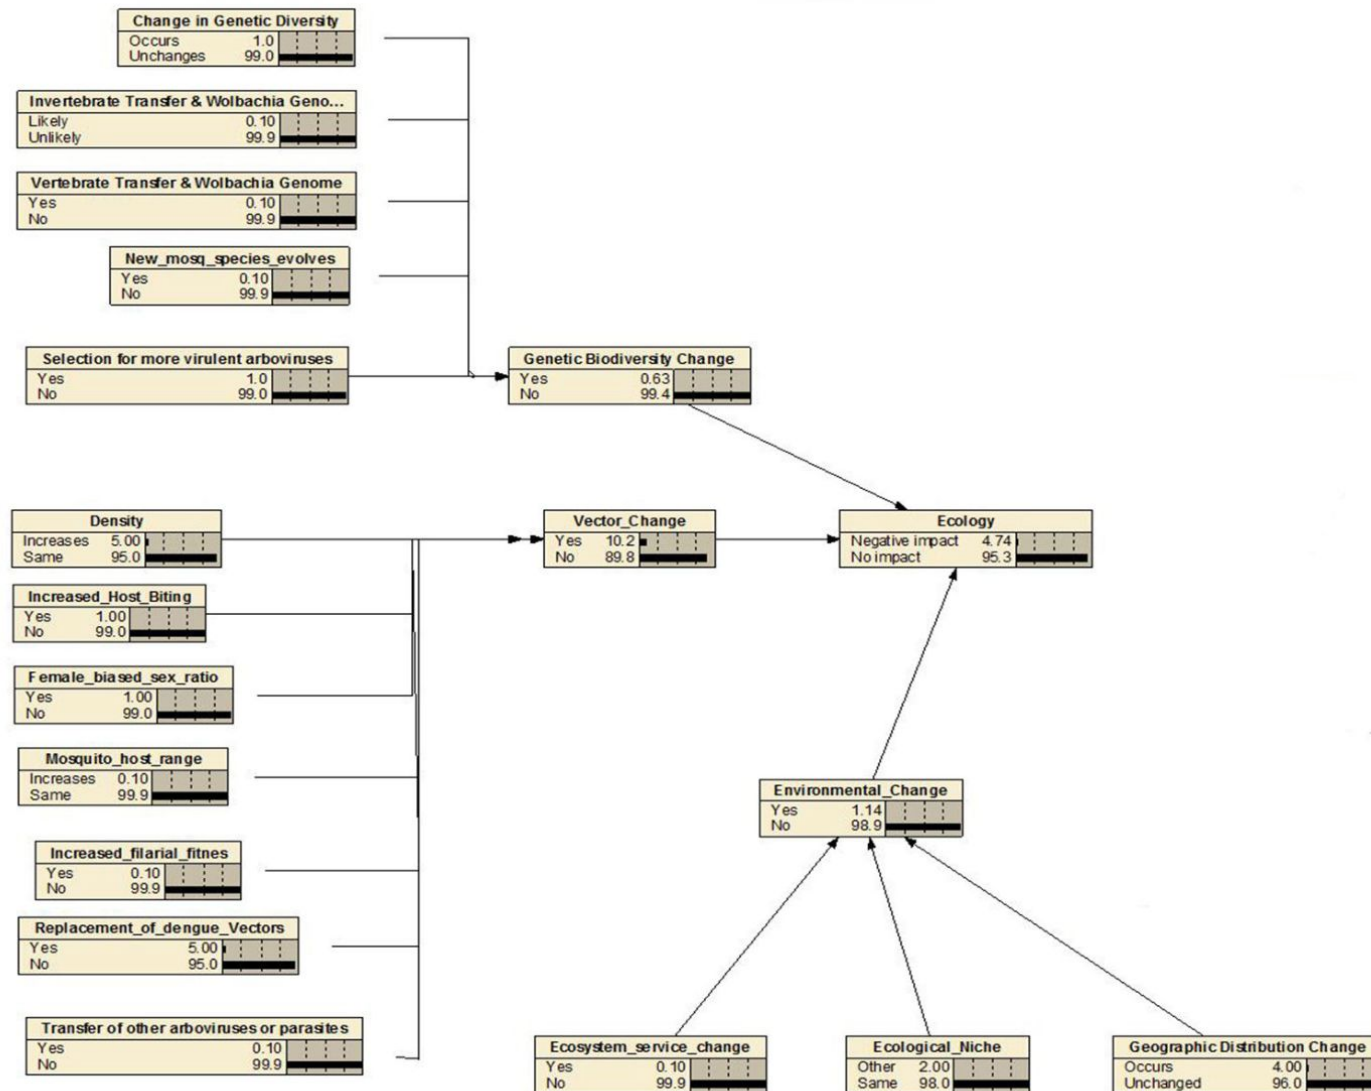 Change in Genetic Diversity
Occurs 1.0
Unchanges 99.0
Invertebrate Transfer & Wolbachia Geno...
Likely 0.10
Unlikely 99.9
Vertebrate Transfer & Wolbachia Genome
Yes 0.10
No 99.9
New_mosq_species_evolves
Yes 0.10
No 99.9
Selection for more virulent arboviruses
Yes 1.0
No 99.0
Genetic Biodiversity Change
Yes 0.63
No 99.4
Density
Increases 5.00
Same 95.0
Vector_Change
Yes 10.2
No 89.8
Ecology
Negative impact 4.74
No impact 95.3
Increased_Host_Biting
Yes 1.00
No 99.0
Female_biased_sex_ratio
Yes 1.00
No 99.0
Mosquito_host_range
Increases 0.10
Same 99.9
Environmental_Change
Yes 1.14
No 98.9
Increased_filarial_fitnes
Yes 0.10
No 99.9
Replacement_of_dengue_Vectors
Yes 5.00
No 95.0
Transfer of other arboviruses or parasites
Yes 0.10
No 99.9
Ecosystem_service_change
Yes 0.10
No 99.9
Ecological_Niche
Other 2.00
Same 98.0
Geographic Distribution Change
Occurs 4.00
Unchanged 96.0